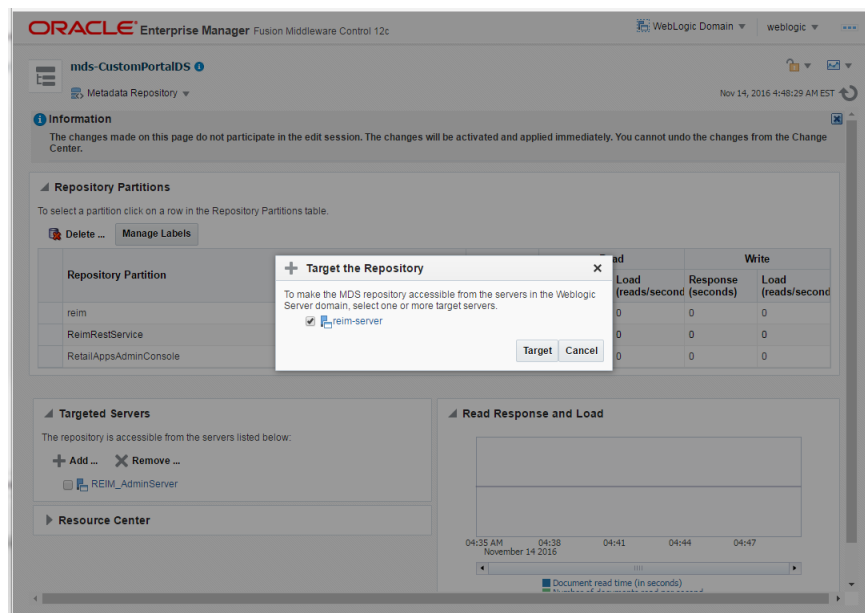 ORACLE Enterprise Manager Fusion Middleware Control 12c
WebLogic Domain
weblogic
mds-CustomPortalDS
Metadata Repository
Nov 14, 2016 4:48:29 AM EST
Information
The changes made on this page do not participate in the edit session. The changes will be activated and applied immediately. You cannot undo the changes from the Change
Center.
Repository Partitions
To select a partition click on a row in the Repository Partitions table.
Delete ... Manage Labels
Repository Partition
ad
Write
Load
(reads/second
Response
(seconds)
Load
(reads/second
reim
0 0 0
ReimRestService
0 0 0
RetailAppsAdminConsole
0 0
Target the Repository
To make the MDS repository accessible from the servers in the Weblogic
Server domain, select one or more target servers.
reim-server
Target Cancel
Targeted Servers
The repository is accessible from the servers listed below:
Add ... Remove ...
REIM_AdminServer
Resource Center
Read Response and Load
04:35 AM 04:38 04:41 04:44 04:47
November 14 2016
Document read time (in seconds)
Number of documents read per second